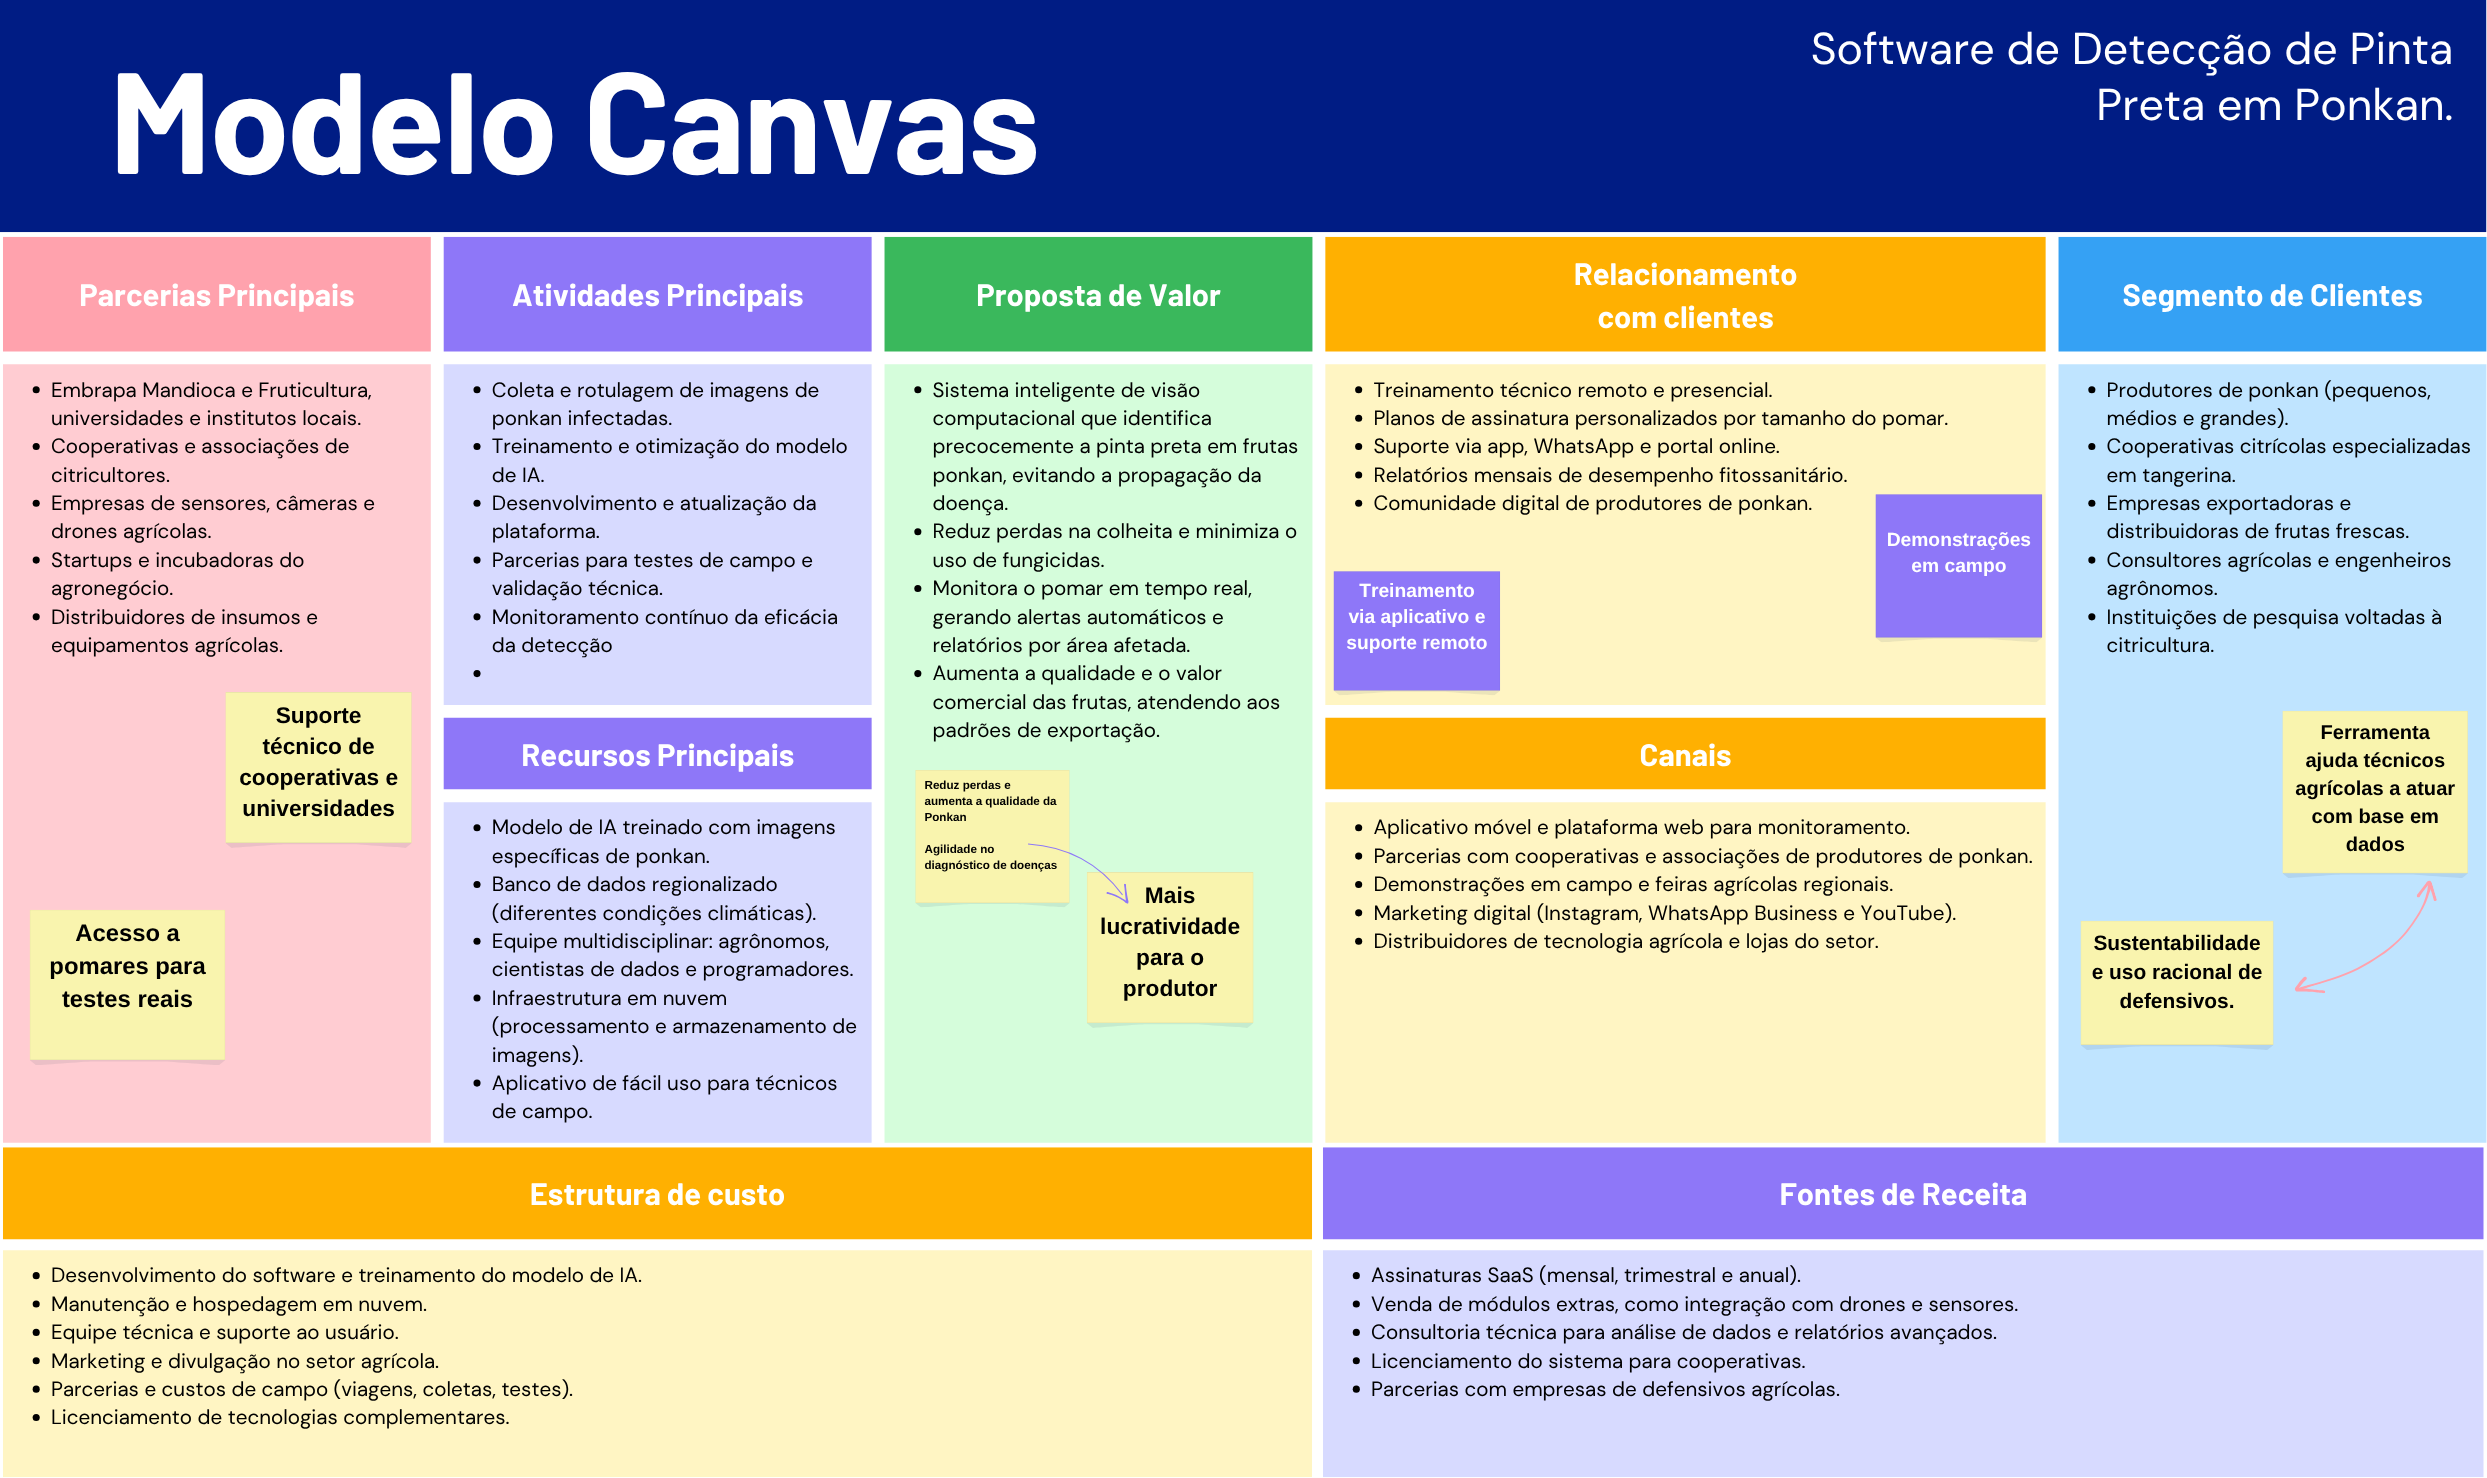 Modelo Canvas
Software de Detecção de Pinta
Preta em Ponkan.
Parcerias Principais
Embrapa Mandioca e Fruticultura,
universidades e institutos locais.
Cooperativas e associações de
citricultores.
Empresas de sensores, câmeras e
drones agrícolas.
Startups e incubadoras do
agronegócio.
Distribuidores de insumos e
equipamentos agrícolas.
Suporte
técnico de
cooperativas e
universidades
Acesso a
pomares para
testes reais
Atividades Principais
Coleta e rotulagem de imagens de
ponkan infectadas.
Treinamento e otimização do modelo
de IA.
Desenvolvimento e atualização da
plataforma.
Parcerias para testes de campo e
validação técnica.
Monitoramento contínuo da eficácia
da detecção
Recursos Principais
Modelo de IA treinado com imagens
específicas de ponkan.
Banco de dados regionalizado
(diferentes condições climáticas).
Equipe multidisciplinar: agrônomos,
cientistas de dados e programadores.
Infraestrutura em nuvem
(processamento e armazenamento de
imagens).
Aplicativo de fácil uso para técnicos
de campo.
Proposta de Valor
Sistema inteligente de visão
computacional que identifica
precocemente a pinta preta em frutas
ponkan, evitando a propagação da
doença.
Reduz perdas na colheita e minimiza o
uso de fungicidas.
Monitora o pomar em tempo real,
gerando alertas automáticos e
relatórios por área afetada.
Aumenta a qualidade e o valor
comercial das frutas, atendendo aos
padrões de exportação.
Reduz perdas e
aumenta a qualidade da
Ponkan
Agilidade no
diagnóstico de doenças
Mais
lucratividade
para o
produtor
Relacionamento
com clientes
Treinamento técnico remoto e presencial.
Planos de assinatura personalizados por tamanho do pomar.
Suporte via app, WhatsApp e portal online.
Relatórios mensais de desempenho fitossanitário.
Comunidade digital de produtores de ponkan.
Demonstrações
em campo
Treinamento
via aplicativo e
suporte remoto
Canais
Aplicativo móvel e plataforma web para monitoramento.
Parcerias com cooperativas e associações de produtores de ponkan.
Demonstrações em campo e feiras agrícolas regionais.
Marketing digital (Instagram, WhatsApp Business e YouTube).
Distribuidores de tecnologia agrícola e lojas do setor.
Segmento de Clientes
Produtores de ponkan (pequenos,
médios e grandes).
Cooperativas citrícolas especializadas
em tangerina.
Empresas exportadoras e
distribuidoras de frutas frescas.
Consultores agrícolas e engenheiros
agrônomos.
Instituições de pesquisa voltadas à
citricultura.
Ferramenta
ajuda técnicos
agrícolas a atuar
com base em
dados
Sustentabilidade
e uso racional de
defensivos.
Estrutura de custo
Desenvolvimento do software e treinamento do modelo de IA.
Manutenção e hospedagem em nuvem.
Equipe técnica e suporte ao usuário.
Marketing e divulgação no setor agrícola.
Parcerias e custos de campo (viagens, coletas, testes).
Licenciamento de tecnologias complementares.
Fontes de Receita
Assinaturas SaaS (mensal, trimestral e anual).
Venda de módulos extras, como integração com drones e sensores.
Consultoria técnica para análise de dados e relatórios avançados.
Licenciamento do sistema para cooperativas.
Parcerias com empresas de defensivos agrícolas.